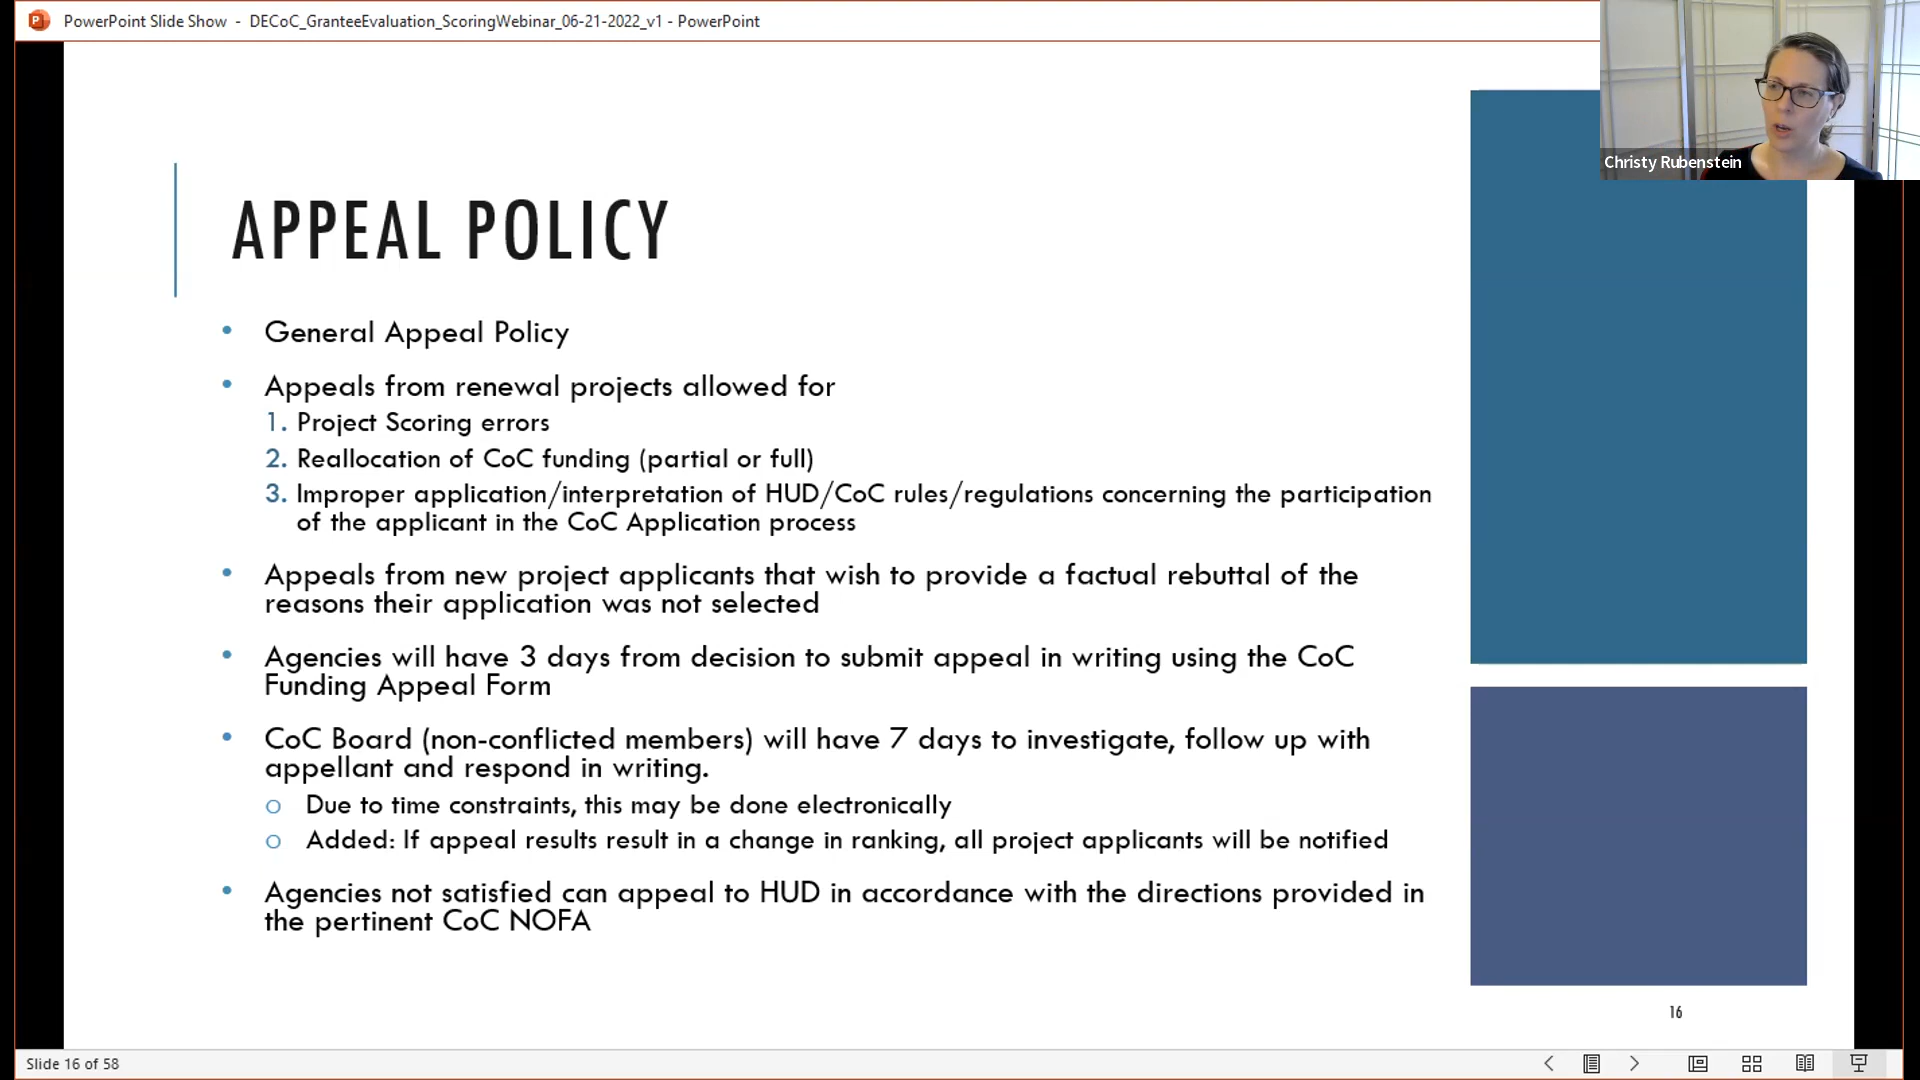 PowerPoint Slide Show - DECoC_GranteeEvaluation_ScoringWebinar_06-21-2022_v1 - PowerPoint
Christy Rubenstein
APPEAL POLICY
• General Appeal Policy
• Appeals from renewal projects allowed for
1. Project Scoring errors
2. Reallocation of CoC funding (partial or full)
3. Improper application/interpretation of HUD/CoC rules/regulations concerning the participation
of the applicant in the CoC Application process
• Appeals from new project applicants that wish to provide a factual rebuttal of the
reasons their application was not selected
• Agencies will have 3 days from decision to submit appeal in writing using the CoC
Funding Appeal Form
• CoC Board (non-conflicted members) will have 7 days to investigate, follow up with
appellant and respond in writing.
o Due to time constraints, this may be done electronically
o Added: If appeal results result in a change in ranking, all project applicants will be notified
• Agencies not satisfied can appeal to HUD in accordance with the directions provided in
the pertinent CoC NOFA
16
Slide 16 of 58